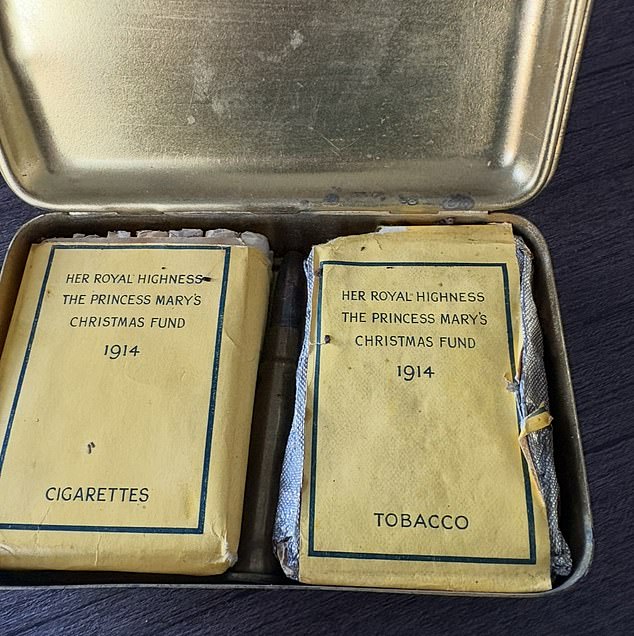 HER ROYAL HIGHNESS
THE PRINCESS MARY'S
CHRISTMAS FUND
1914
CIGARETTES
HER ROYAL HIGHNESS
THE PRINCESS MARY'S
CHRISTMAS FUND
1914
TOBACCO